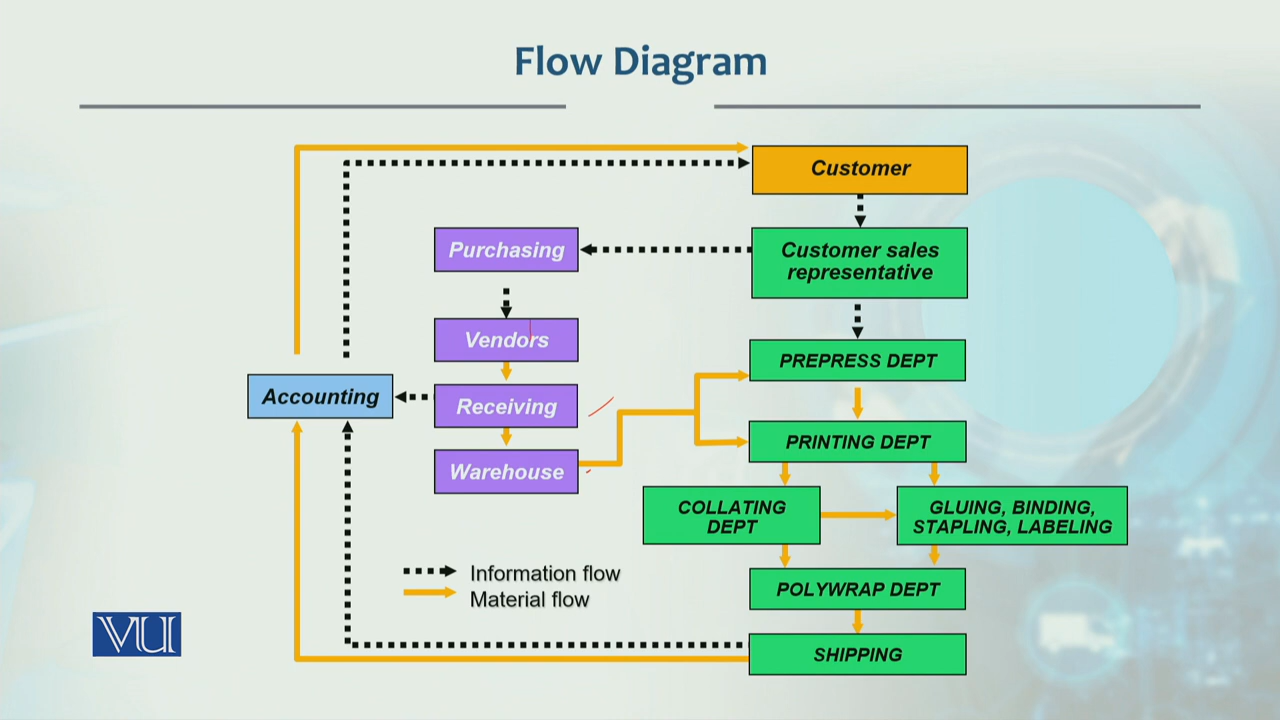 Flow Diagram
Customer
Purchasing
Customer sales
representative
Vendors
PREPRESS DEPT
Accounting
Receiving
PRINTING DEPT
Warehouse
COLLATING
DEPT
GLUING, BINDING,
STAPLING, LABELING
Information flow
Material flow
POLYWRAP DEPT
VU
SHIPPING